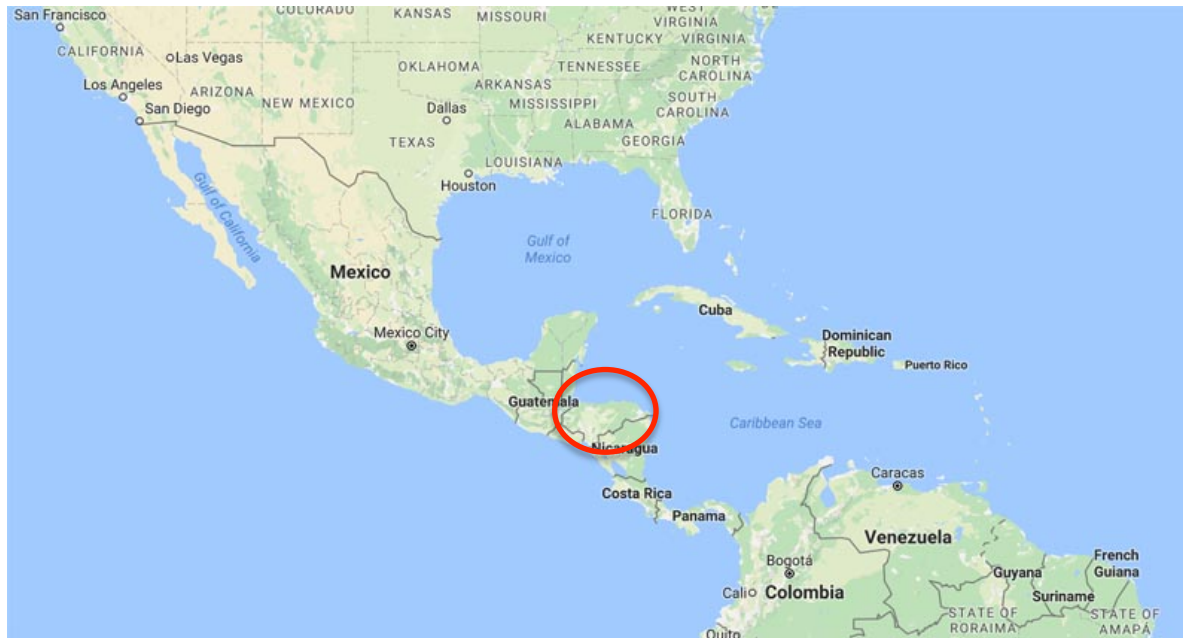 San Francisco
CALIFORNIA
Las Vegas
Los Angeles
San Diego
ARIZONA
NEW MEXICO
COLORADO
KANSAS
MISSOURI
OKLAHOMA
ARKANSAS
Dallas
TEXAS
Houston
LOUISIANA
MISSISSIPPI
ALABAMA
TENNESSEE
KENTUCKY
WEST
VIRGINIA
VIRGINIA
NORTH
CAROLINA
SOUTH
CAROLINA
GEORGIA
FLORIDA
Gulf of California
Gulf of
Mexico
Mexico
Mexico City
Cuba
Dominican
Republic
Puerto Rico
Guatemala
Nicaragua
Caribbean Sea
Costa Rica
Panama
Caracas
Venezuela
Bogotá
Cali
Colombia
Quito
Guyana
Suriname
French
Guiana
STATE OF
RORAIMA
STATE OF
AMAPÁ